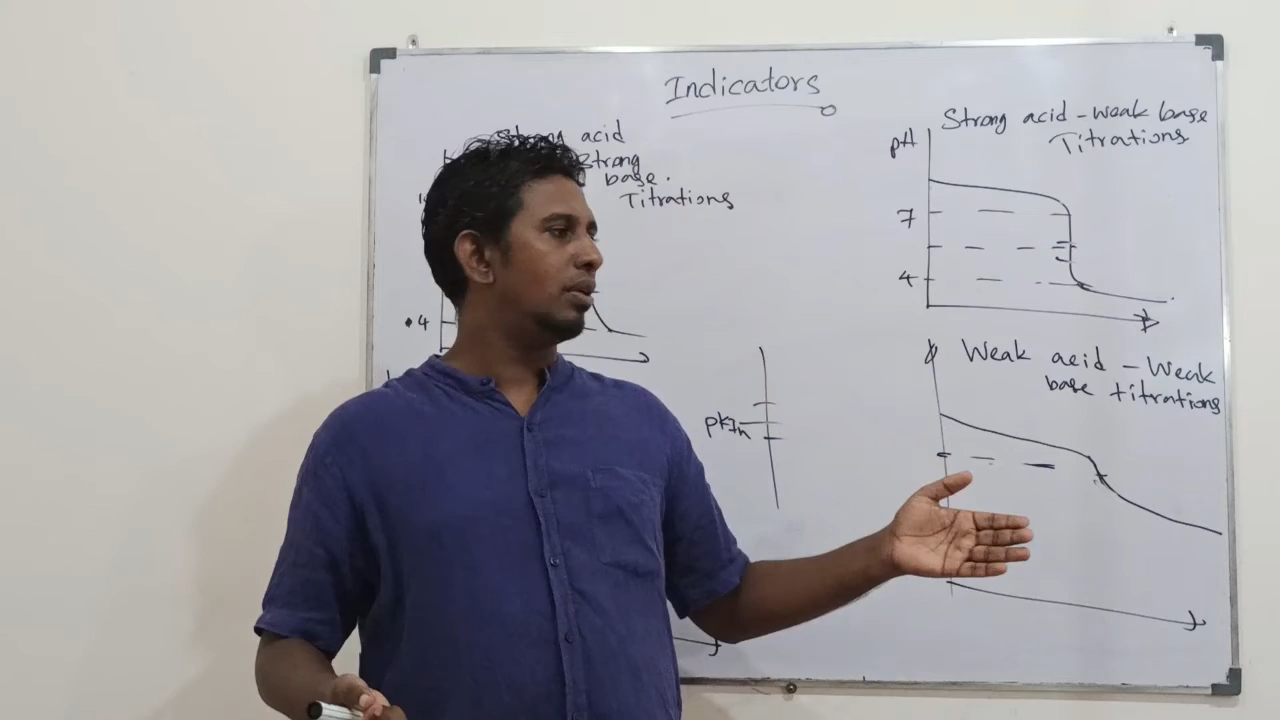 Indicators
Strong acid
Strong
base.
Titrations
4
pKIn
Strong acid - weak base
Titrations
pH
7
4
Weak acid - Weak
base titrations